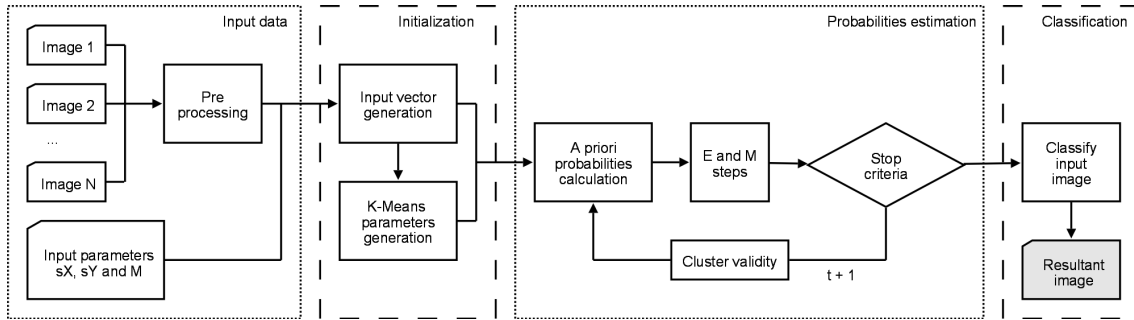 Input data
Image 1
Image 2
...
Image N
Pre
processing
Input parameters
sX, sY and M
Initialization
Input vector
generation
K-Means
parameters
generation
Probabilities estimation
A priori
probabilities
calculation
E and M
steps
Stop
criteria
Cluster validity
t + 1
Classification
Classify
input
image
Resultant
image